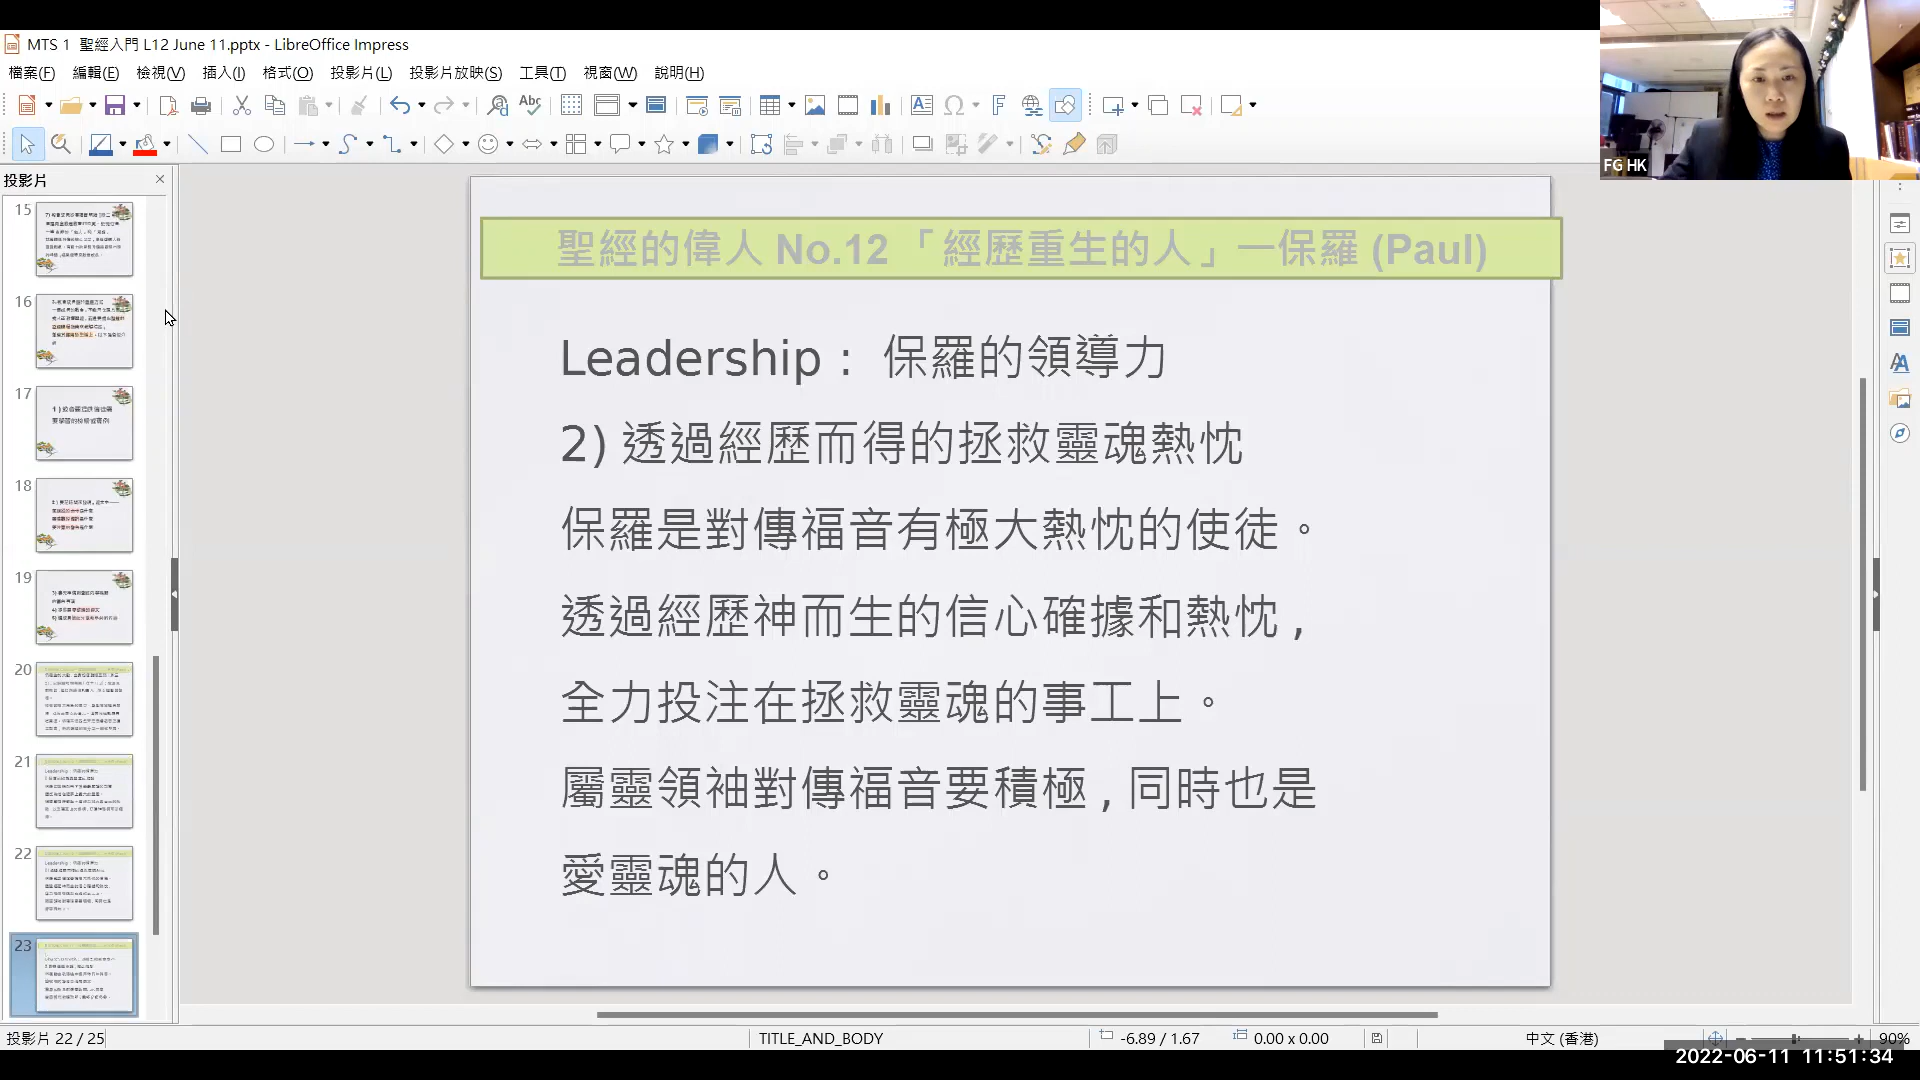 MTS 1 聖經入門 L12 June 11.pptx - LibreOffice Impress
檔案(F) 編輯(E) 檢視(V) 插入(I) 格式(O) 投影片(L) 投影片放映(S) 工具(T) 視窗(W) 說明(H)
FG HK
投影片
15
16
17
18
19
20
21
22
23
聖經的偉人 No.12 「經歷重生的人」一保羅 (Paul)
Leadership： 保羅的領導力
2) 透過經歷而得的拯救靈魂熱忱
保羅是對傳福音有極大熱忱的使徒。
透過經歷神而生的信心確據和熱忱 ,
全力投注在拯救靈魂的事工上。
屬靈領袖對傳福音要積極 , 同時也是
愛靈魂的人。
投影片 22 / 25
TITLE_AND_BODY
-6.89 / 1.67
0.00 x 0.00
中文 (香港)
90%
2022-06-11 11:51:34